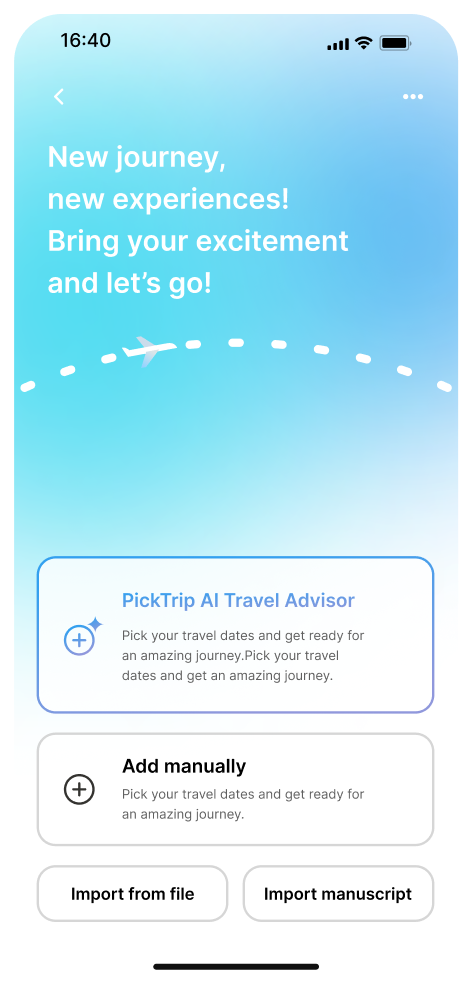 16:40
New journey,
new experiences!
Bring your excitement
and let’s go!
PickTrip AI Travel Advisor
Pick your travel dates and get ready for
an amazing journey.Pick your travel
dates and get an amazing journey.
Add manually
Pick your travel dates and get ready for
an amazing journey.
Import from file
Import manuscript